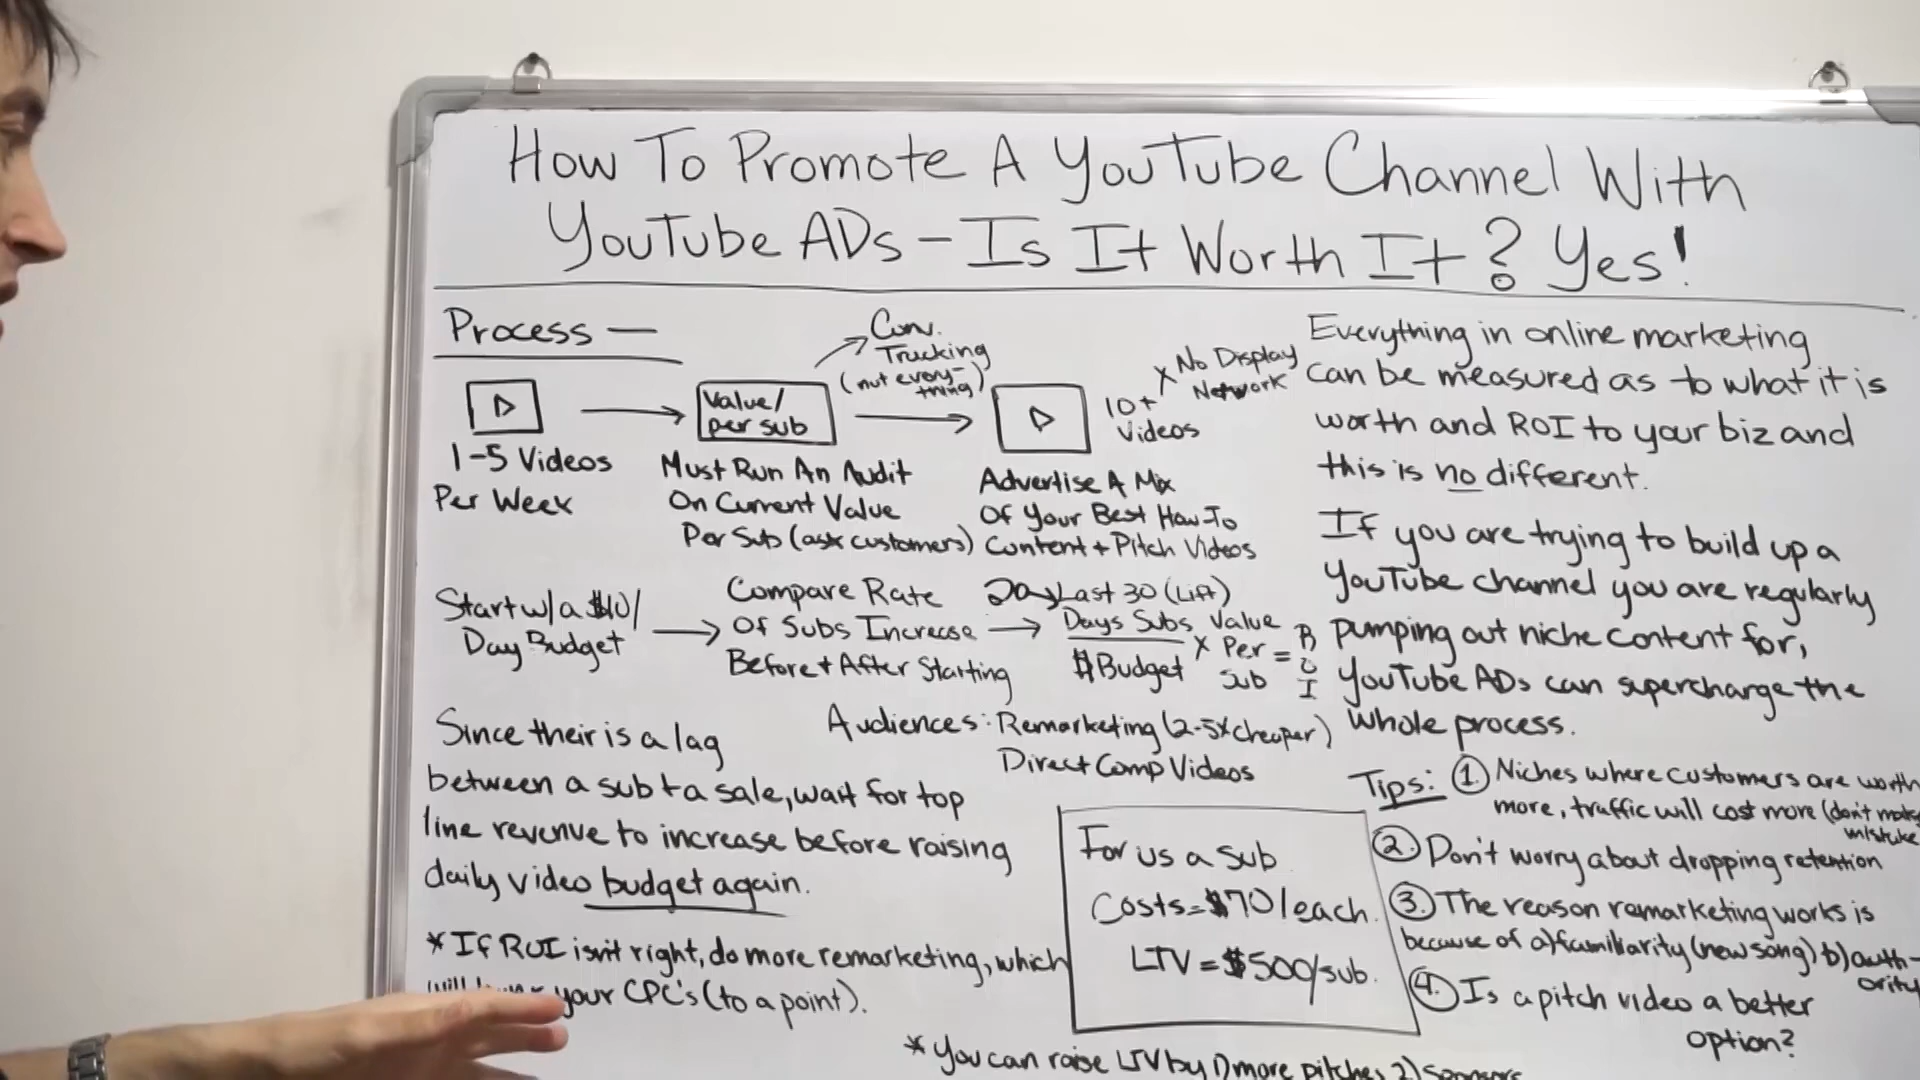 How To Promote A YouTube Channel With
YouTube ADs - Is It Worth It? Yes!
Process —
1-5 Videos
Per Week
Value/
per sub
Conv.
Tracking
(not every-
thing)
Must Run An Audit
On Current Value
Per Sub (ask customers)
10+
Videos
X No Display
Network
Advertise A Mix
Of Your Best How-To
Content + Pitch Videos
Start w/a $10/
Day Budget
Compare Rate
Of Subs Increase
Before + After Starting
Last 30 (Lift)
Days Subs
$ Budget
X Value
Per
Sub
= ROI
Since their is a lag
between a sub + a sale, wait for top
line revenue to increase before raising
daily video budget again.
Audiences: Remarketing (2-5x cheaper)
Direct Comp Videos
* If ROI isn't right, do more remarketing, which
will your CPC's (to a point).
For us a sub
Costs = $70/each.
LTV = $500/sub.
* You can raise LTV by 1) more pitches 2) sponsors
Everything in online marketing
can be measured as to what it is
worth and ROI to your biz and
this is no different.
If you are trying to build up a
YouTube channel you are regularly
pumping out niche content for,
YouTube ADs can supercharge the
whole process.
Tips: 1. Niches where customers are worth
more, traffic will cost more (don't make
mistake
2. Don't worry about dropping retention
3. The reason remarketing works is
because of a) familiarity (new song) b) auth-
ority
4. Is a pitch video a better
option?